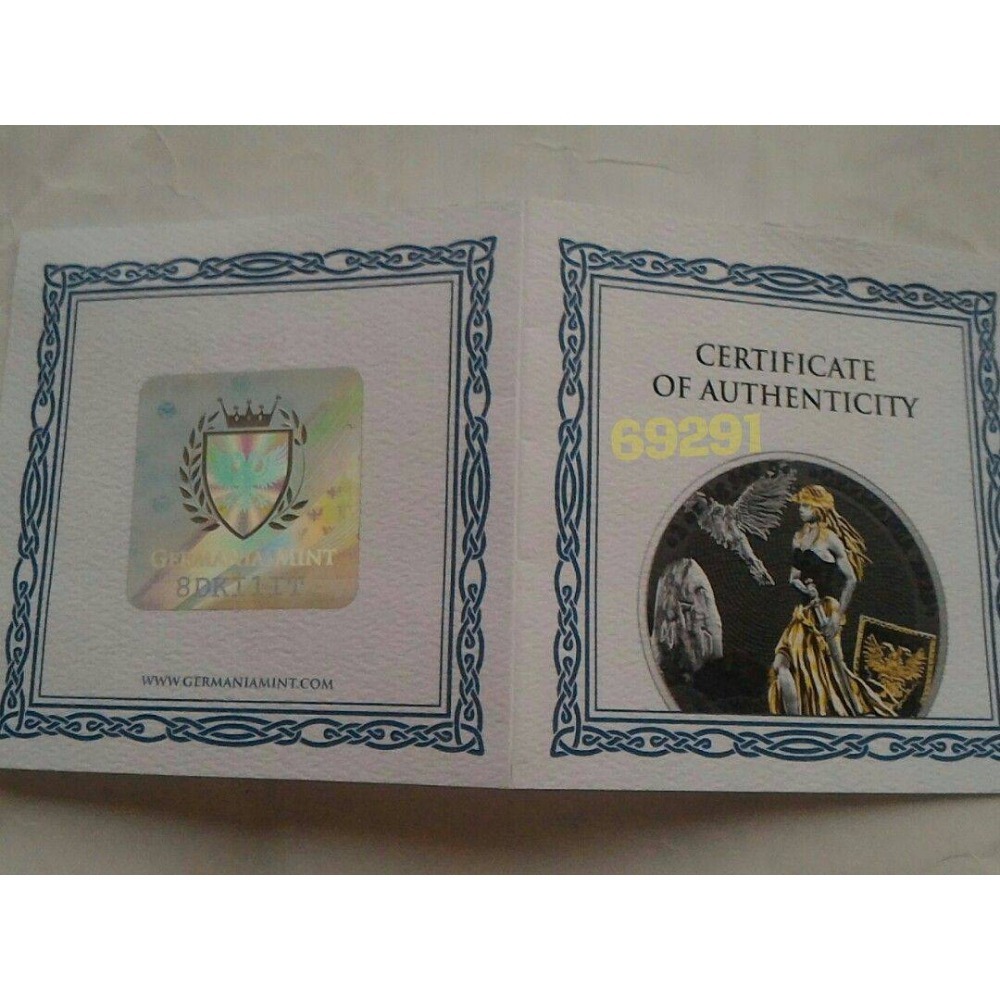 GERMANIA MINT
WWW.GERMANIAMINT.COM
CERTIFICATE
OF AUTHENTICITY
69291